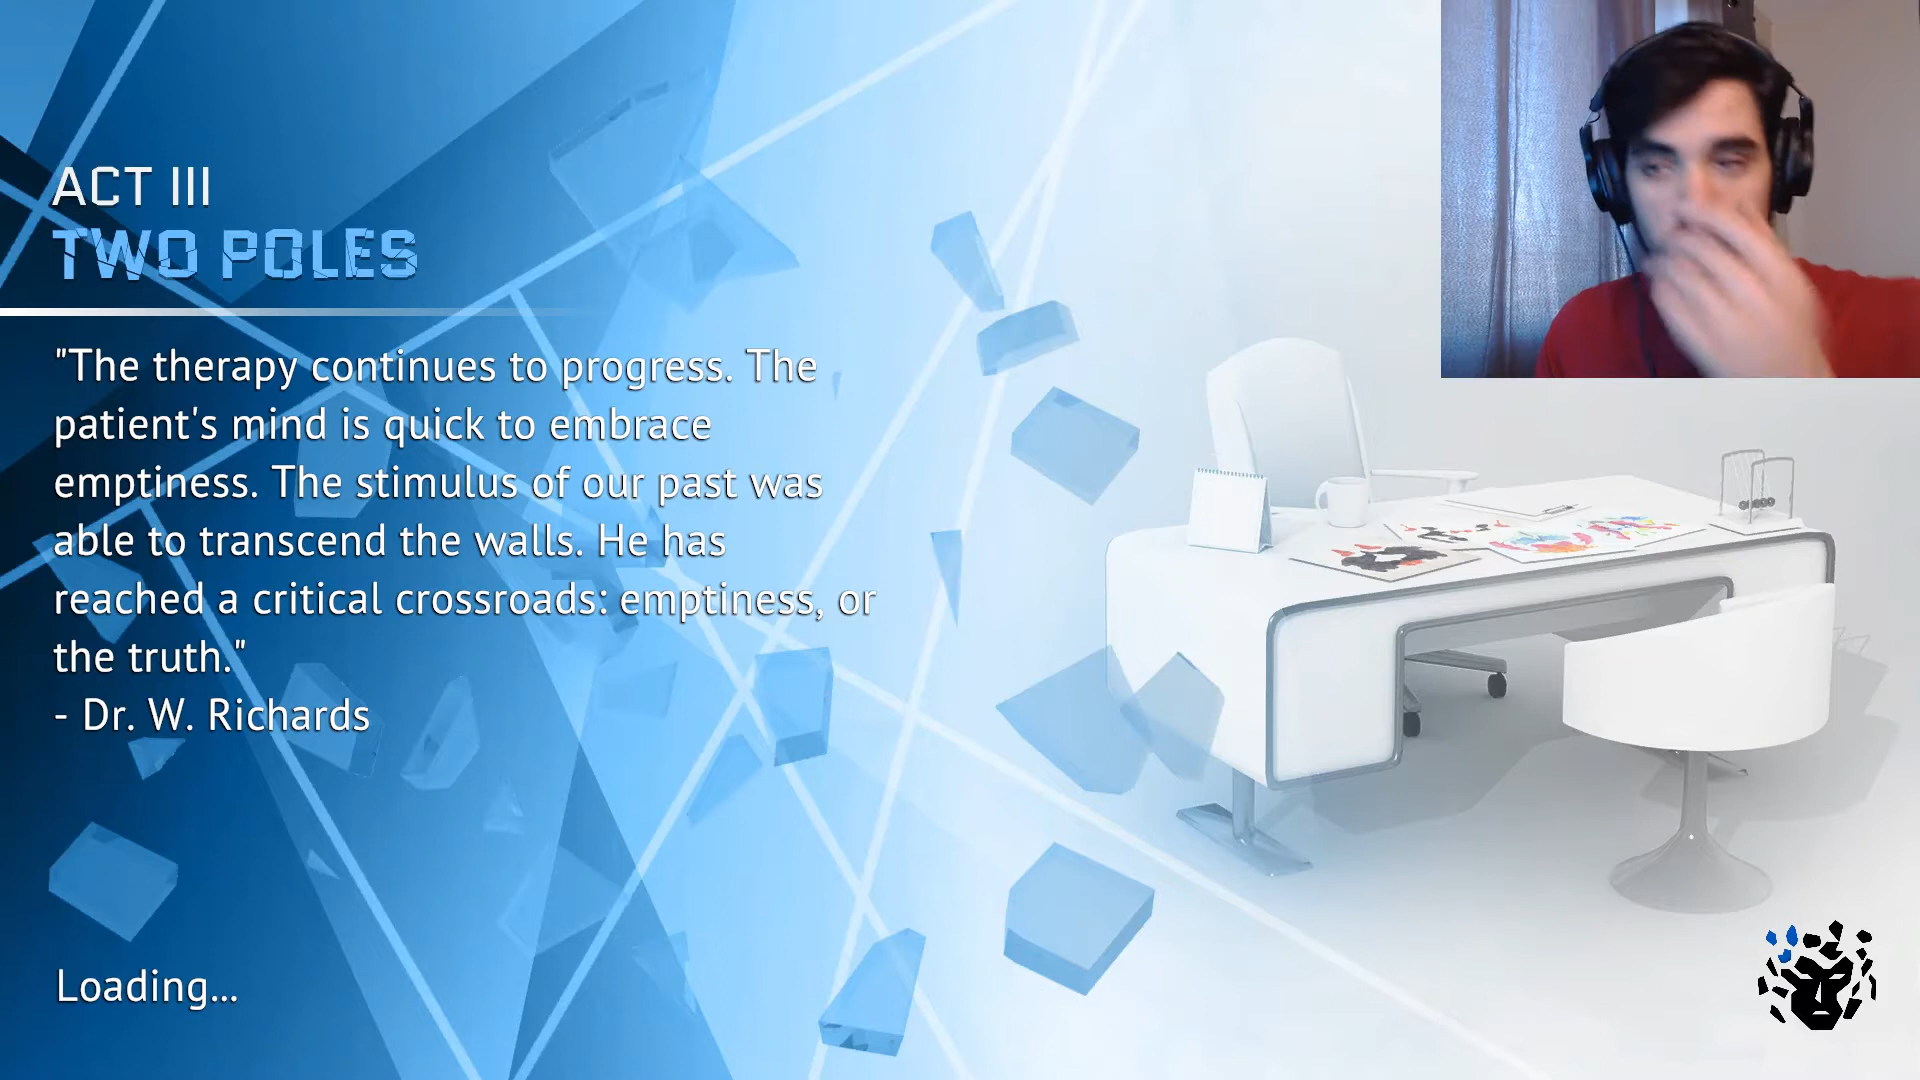 ACT III
TWO POLES
"The therapy continues to progress. The
patient's mind is quick to embrace
emptiness. The stimulus of our past was
able to transcend the walls. He has
reached a critical crossroads: emptiness, or
the truth."
- Dr. W. Richards
Loading...